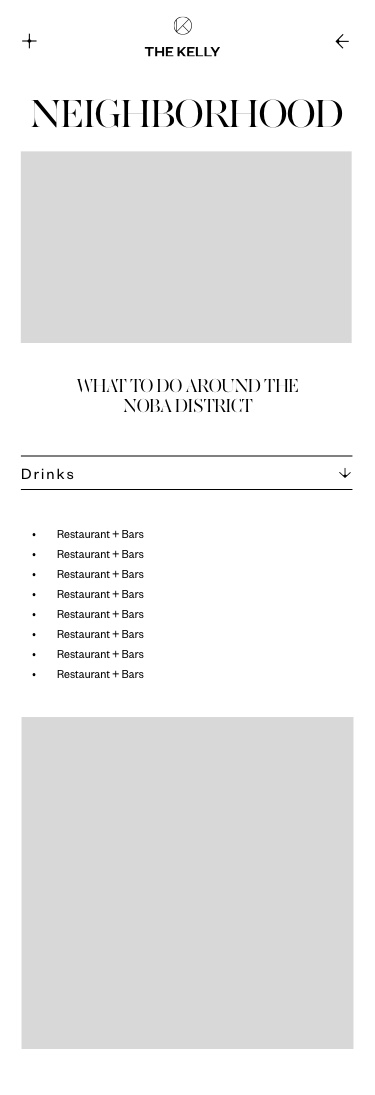 THE KELLY
NEIGHBORHOOD
WHAT TO DO AROUND THE
NOBA DISTRICT
Drinks
• Restaurant + Bars
• Restaurant + Bars
• Restaurant + Bars
• Restaurant + Bars
• Restaurant + Bars
• Restaurant + Bars
• Restaurant + Bars
• Restaurant + Bars